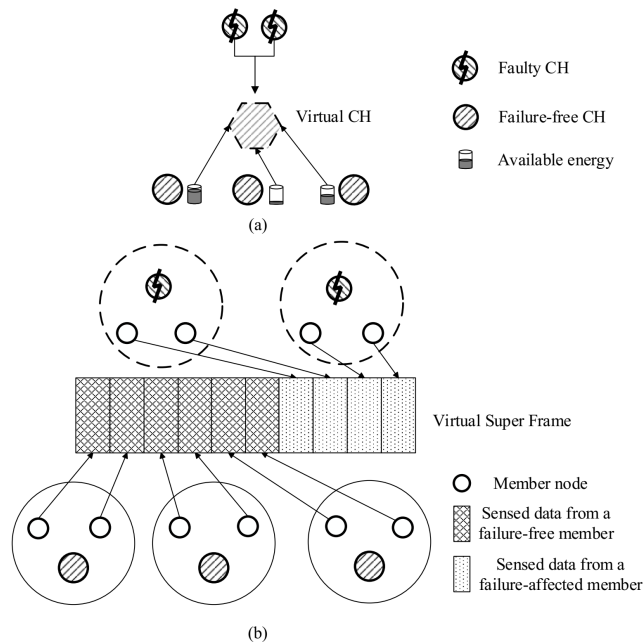 Faulty CH
Virtual CH
Failure-free CH
Available energy
(a)
Virtual Super Frame
Member node
Sensed data from a
failure-free member
Sensed data from a
failure-affected member
(b)